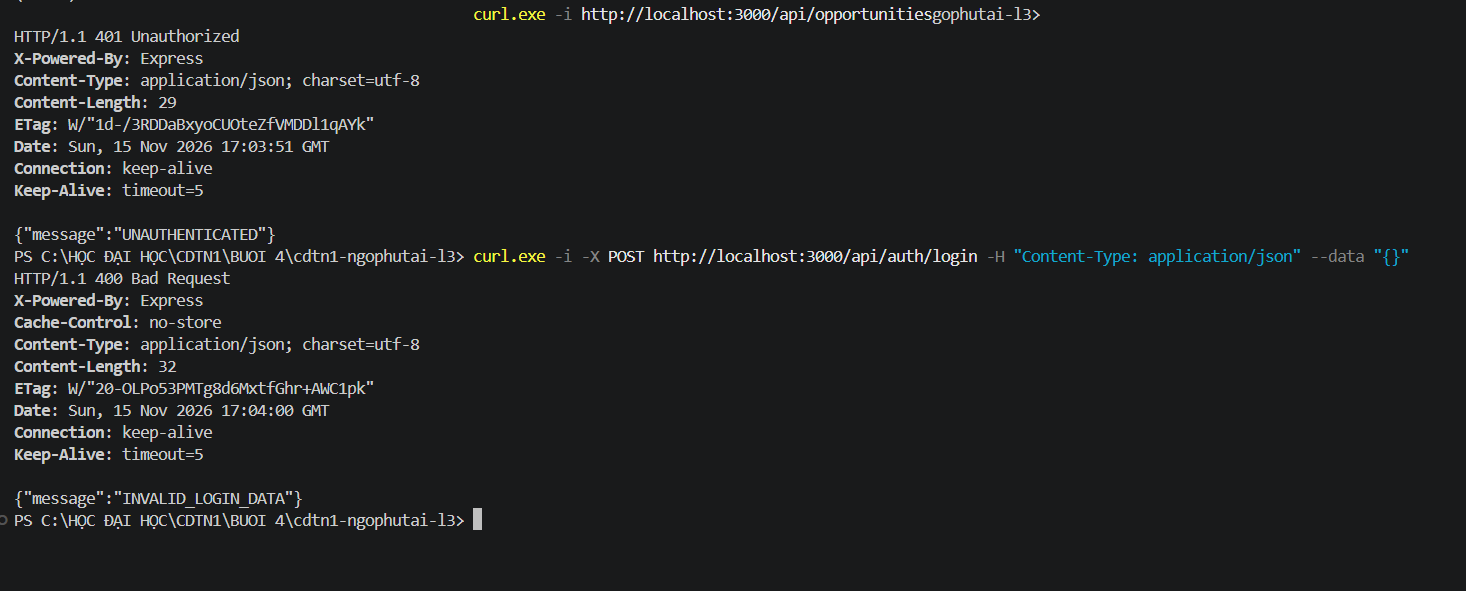 curl.exe -i http://localhost:3000/api/opportunitiesgophutai-l3>
HTTP/1.1 401 Unauthorized
X-Powered-By: Express
Content-Type: application/json; charset=utf-8
Content-Length: 29
ETag: W/"1d-/3RDDaBxyoCUOteZfVMDDl1qAYk"
Date: Sun, 15 Nov 2026 17:03:51 GMT
Connection: keep-alive
Keep-Alive: timeout=5
{"message":"UNAUTHENTICATED"}
PS C:\HỌC ĐẠI HỌC\CDTN1\BUOI 4\cdtn1-ngophutai-l3> curl.exe -i -X POST http://localhost:3000/api/auth/login -H "Content-Type: application/json" --data "{}"
HTTP/1.1 400 Bad Request
X-Powered-By: Express
Cache-Control: no-store
Content-Type: application/json; charset=utf-8
Content-Length: 32
ETag: W/"20-OLPo53PMTg8d6MxtfGhr+AWC1pk"
Date: Sun, 15 Nov 2026 17:04:00 GMT
Connection: keep-alive
Keep-Alive: timeout=5
{"message":"INVALID_LOGIN_DATA"}
PS C:\HỌC ĐẠI HỌC\CDTN1\BUOI 4\cdtn1-ngophutai-l3>